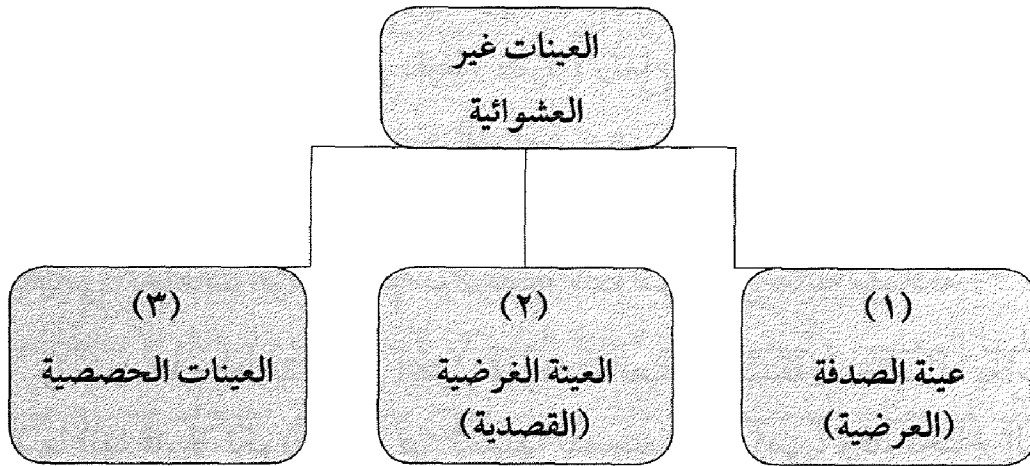 العينات غير
العشوائية
(١)
عينة الصدفة
(العرضية)
(٢)
العينة الغرضية
(القصدية)
(٣)
العينات الحصصية